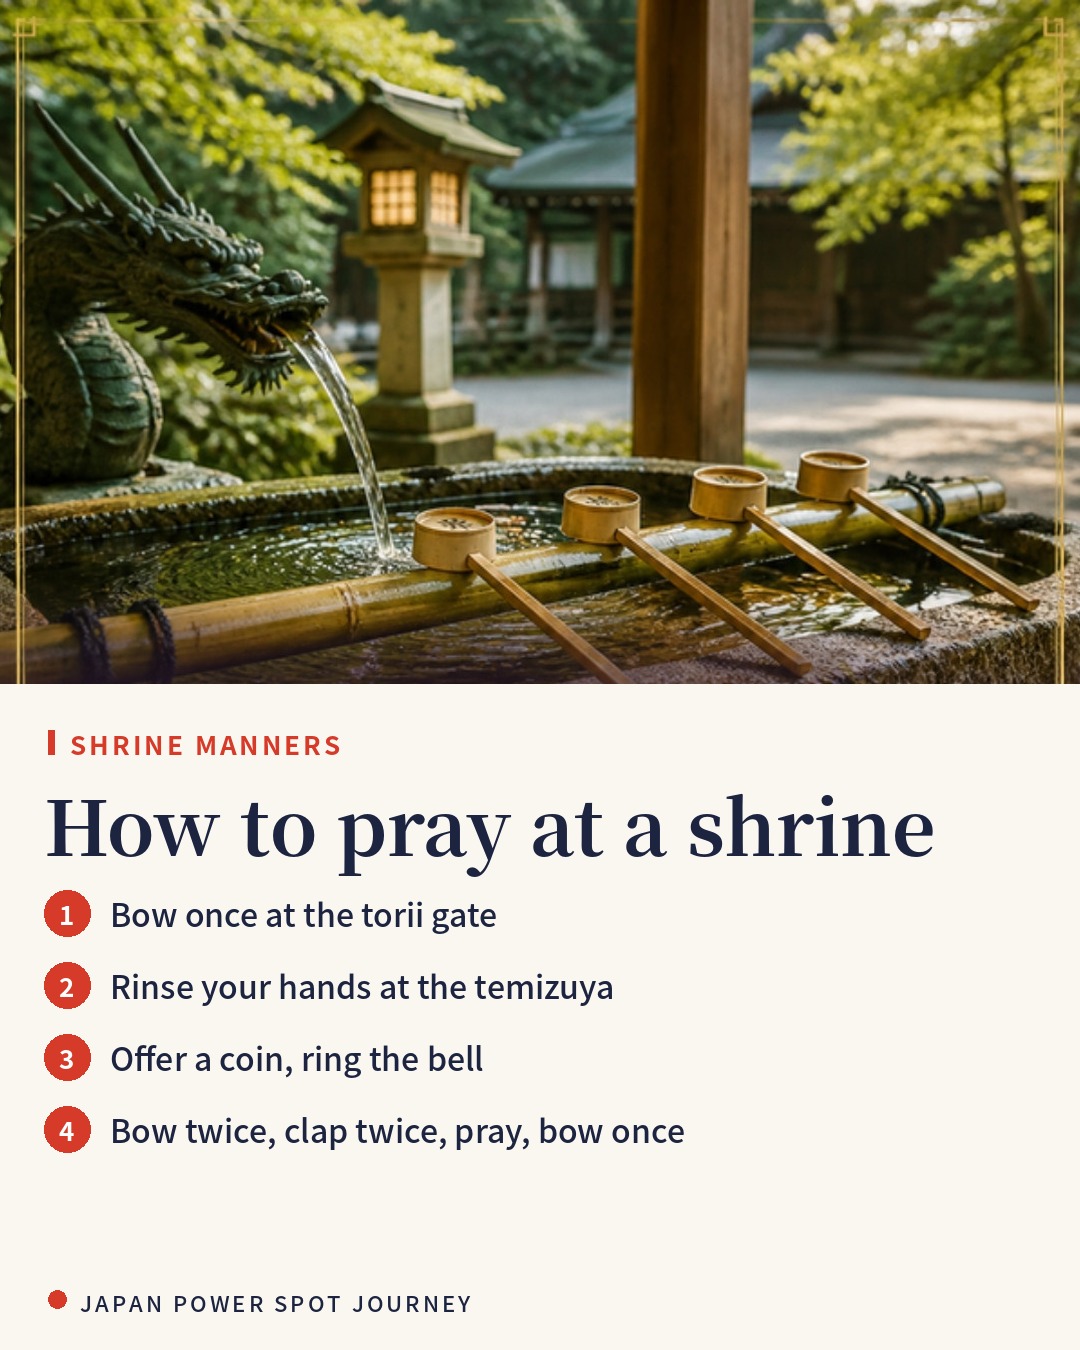 SHRINE MANNERS
How to pray at a shrine
1 Bow once at the torii gate
2 Rinse your hands at the temizuya
3 Offer a coin, ring the bell
4 Bow twice, clap twice, pray, bow once
JAPAN POWER SPOT JOURNEY